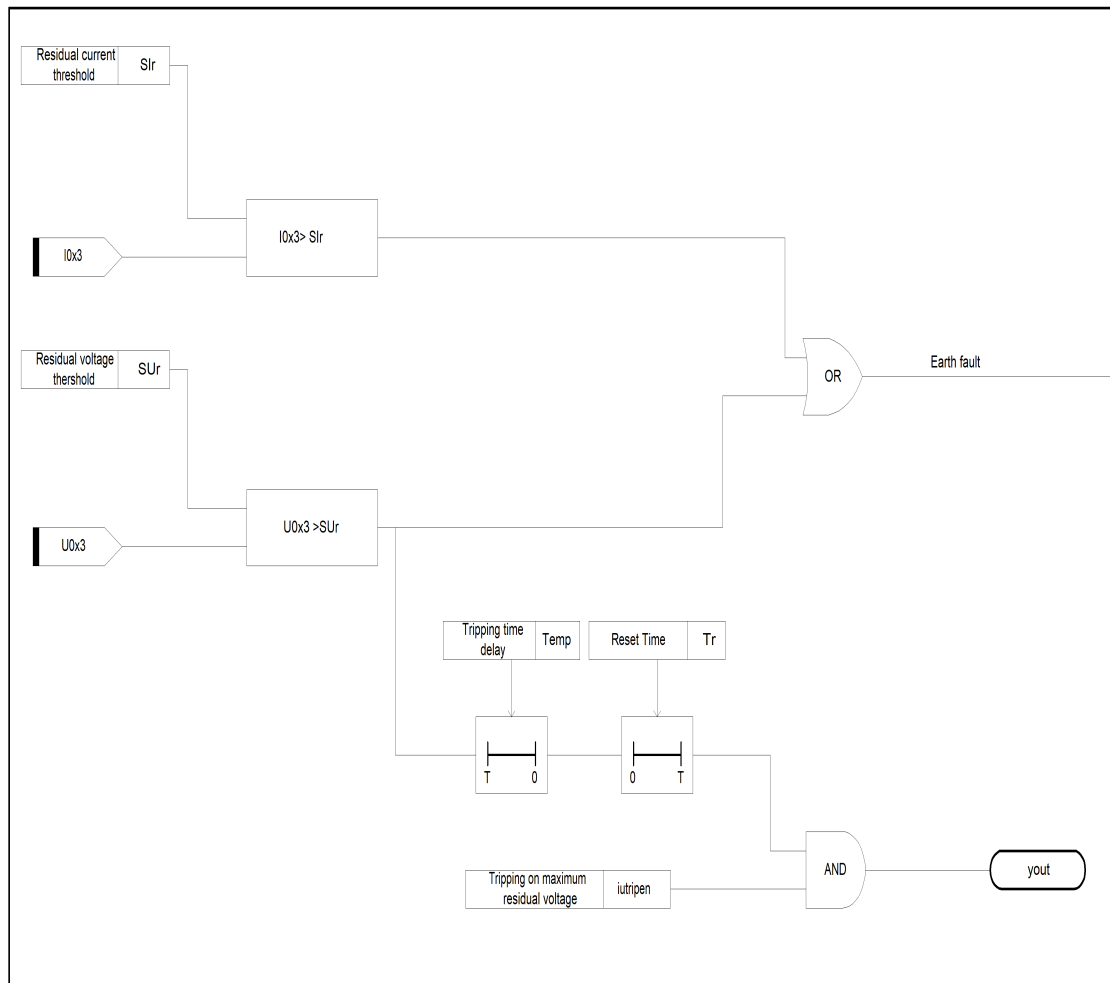 Residual current
threshold
SIr
I0x3> SIr
I0x3
Residual voltage
thershold
SUr
OR
Earth fault
U0x3 >SUr
U0x3
Tripping time
delay
Temp
Reset Time
Tr
T
0
0
T
AND
yout
Tripping on maximum
residual voltage
iutripen